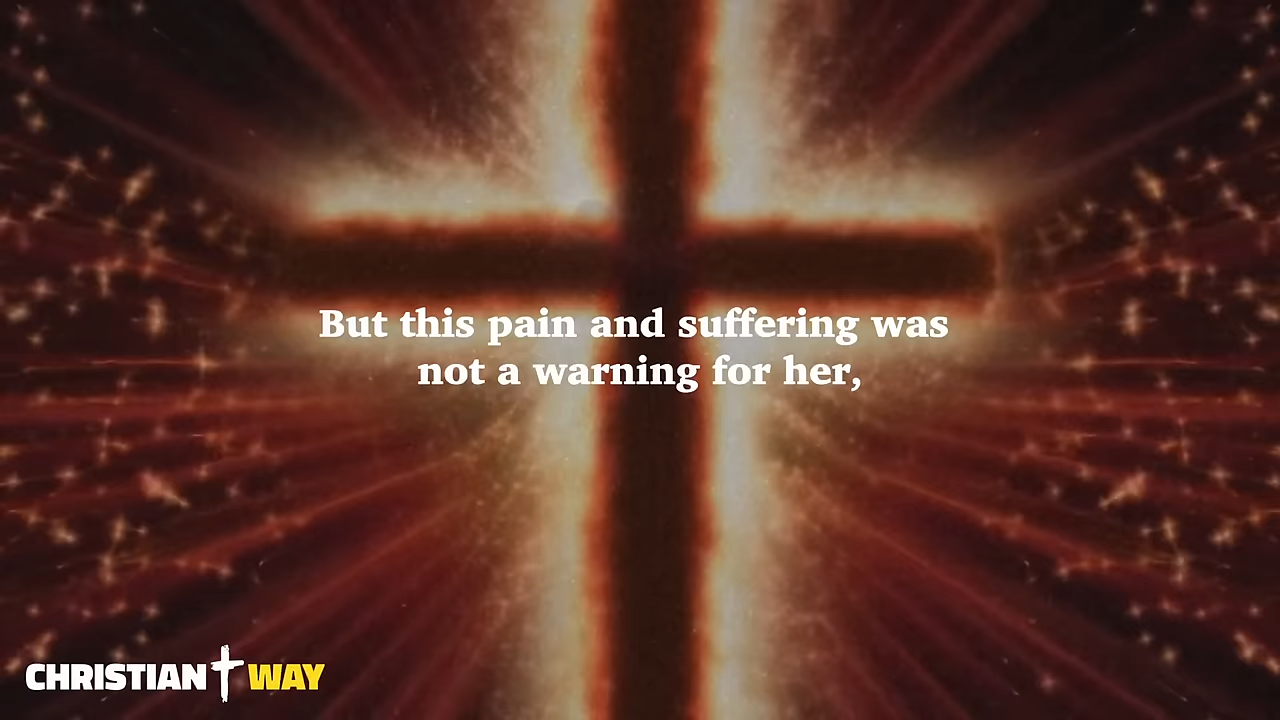 But this pain and suffering was
not a warning for her,
CHRISTIAN WAY